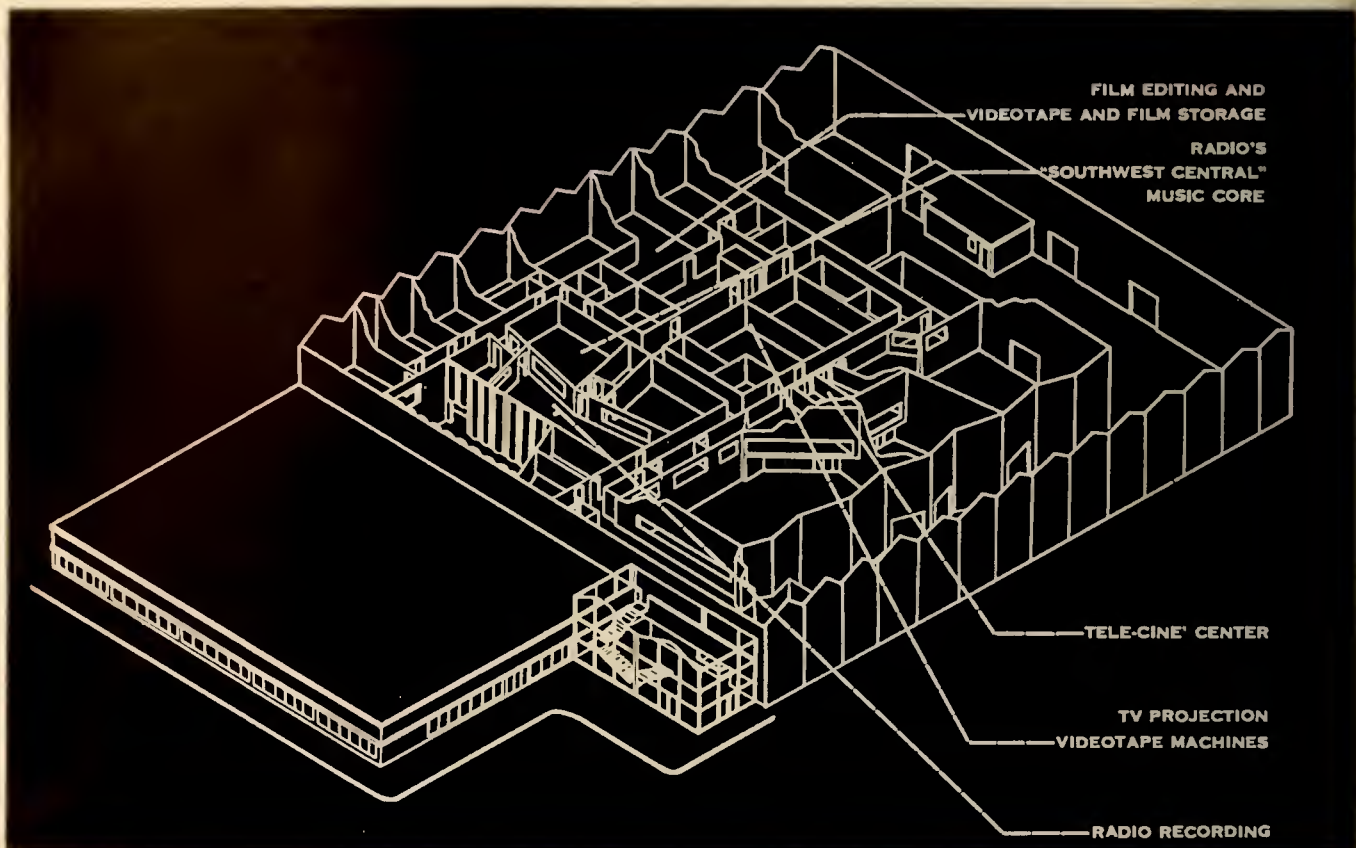 FILM EDITING AND
VIDEOTAPE AND FILM STORAGE
RADIO'S
"SOUTHWEST CENTRAL"
MUSIC CORE
TELE-CINE' CENTER
TV PROJECTION
VIDEOTAPE MACHINES
RADIO RECORDING